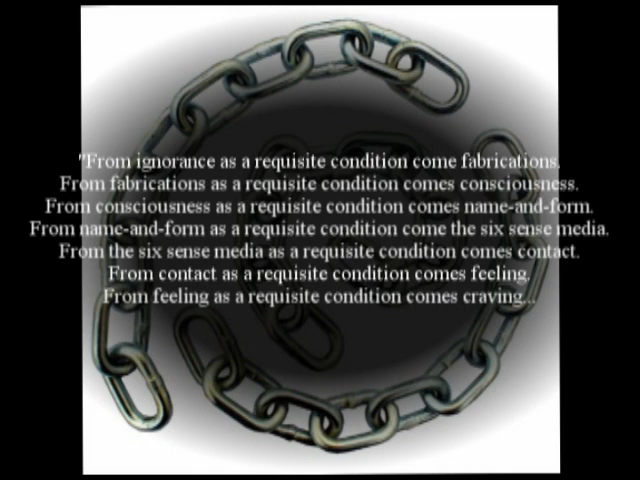 "From ignorance as a requisite condition come fabrications.
From fabrications as a requisite condition comes consciousness.
From consciousness as a requisite condition comes name-and-form.
From name-and-form as a requisite condition come the six sense media.
From the six sense media as a requisite condition comes contact.
From contact as a requisite condition comes feeling.
From feeling as a requisite condition comes craving...